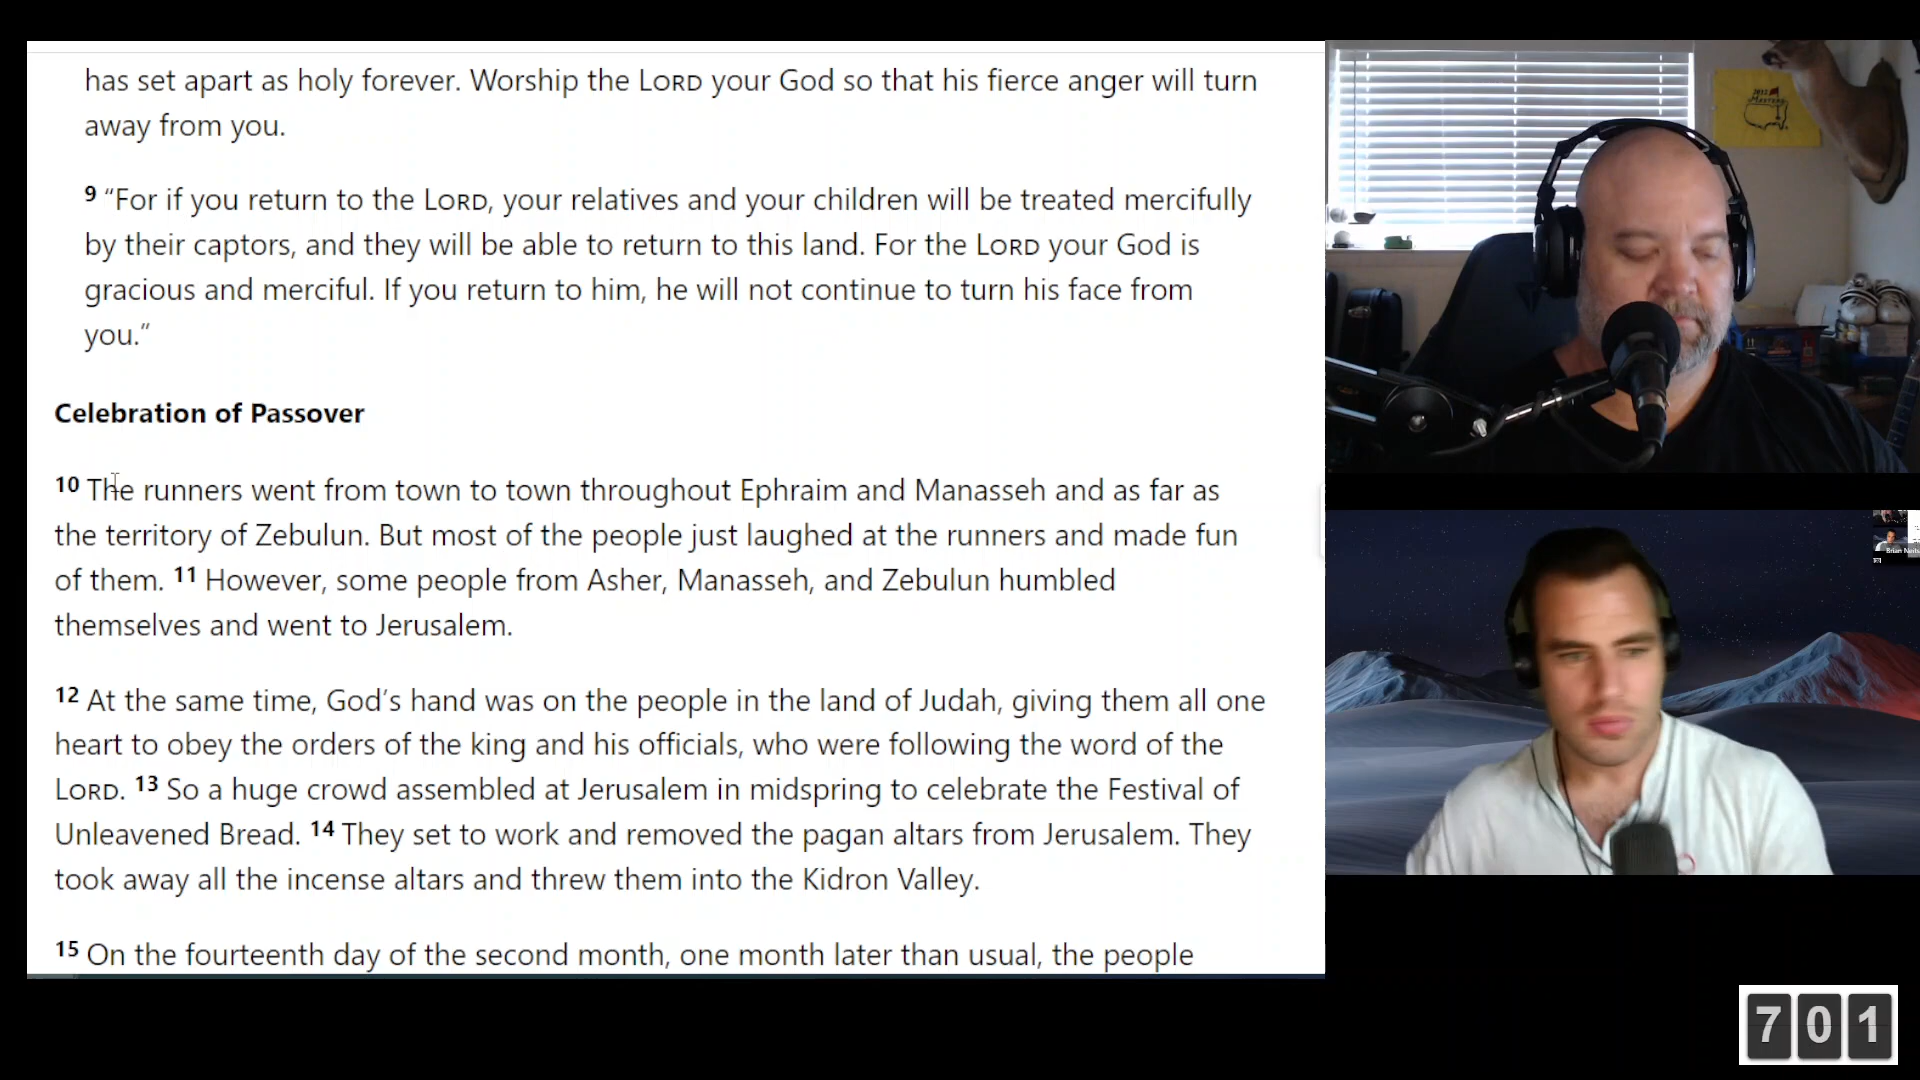 has set apart as holy forever. Worship the LORD your God so that his fierce anger will turn
away from you.
9 “For if you return to the LORD, your relatives and your children will be treated mercifully
by their captors, and they will be able to return to this land. For the LORD your God is
gracious and merciful. If you return to him, he will not continue to turn his face from
you.”
Celebration of Passover
10 The runners went from town to town throughout Ephraim and Manasseh and as far as
the territory of Zebulun. But most of the people just laughed at the runners and made fun
of them. 11 However, some people from Asher, Manasseh, and Zebulun humbled
themselves and went to Jerusalem.
12 At the same time, God’s hand was on the people in the land of Judah, giving them all one
heart to obey the orders of the king and his officials, who were following the word of the
LORD. 13 So a huge crowd assembled at Jerusalem in midspring to celebrate the Festival of
Unleavened Bread. 14 They set to work and removed the pagan altars from Jerusalem. They
took away all the incense altars and threw them into the Kidron Valley.
15 On the fourteenth day of the second month, one month later than usual, the people
MASTERS
Brian
701